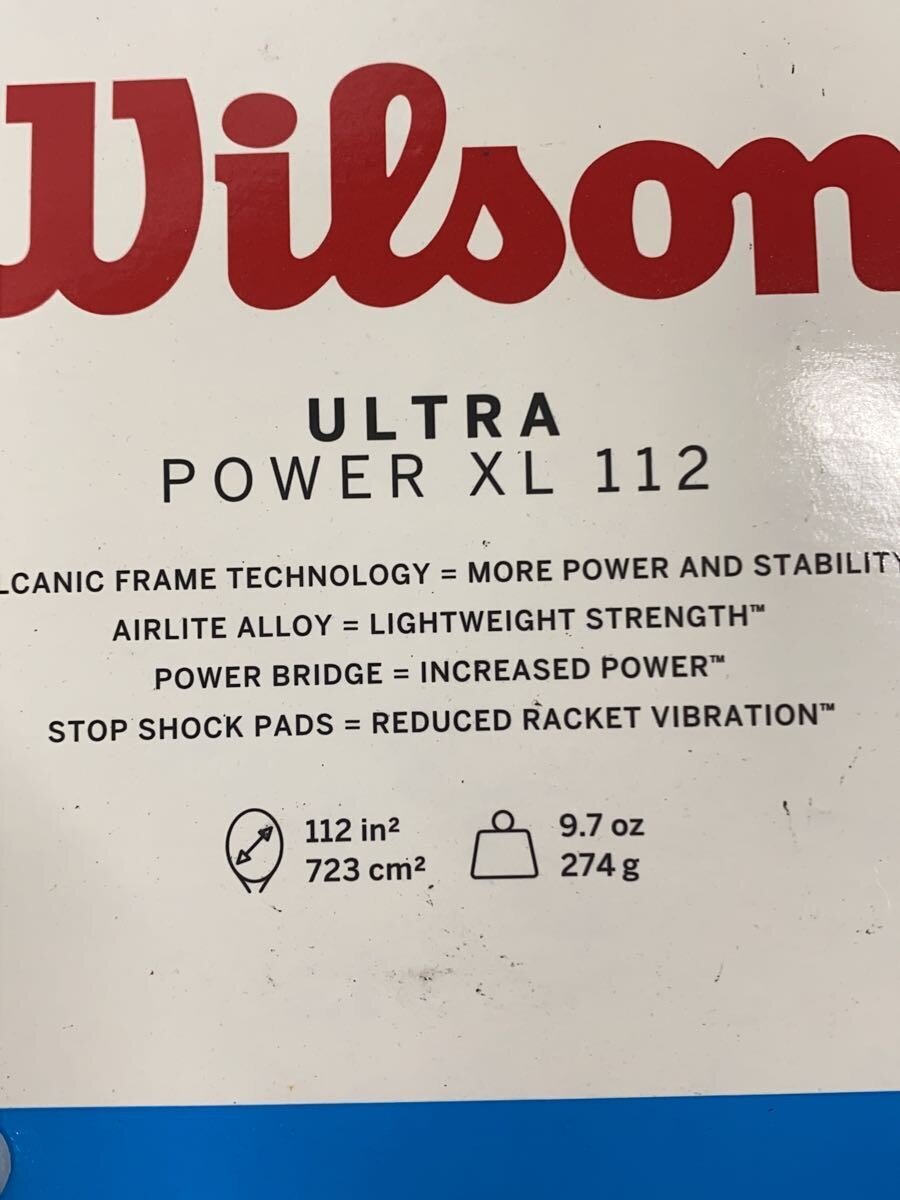 Wilson
ULTRA
POWER XL 112
LCANIC FRAME TECHNOLOGY = MORE POWER AND STABILITY
AIRLITE ALLOY = LIGHTWEIGHT STRENGTH™
POWER BRIDGE = INCREASED POWER™
STOP SHOCK PADS = REDUCED RACKET VIBRATION™
112 in² 9.7 oz
723 cm² 274 g